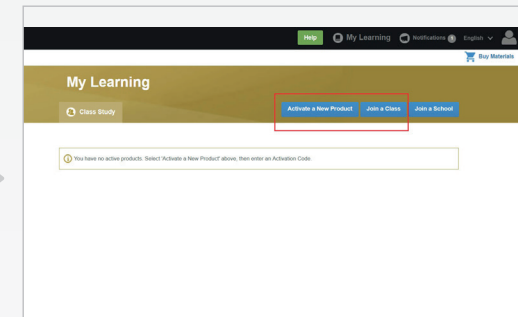 Help My Learning Notifications English
Buy Materials
My Learning
Class Study
Activate a New Product Join a Class Join a School
You have no active products. Select 'Activate a New Product' above, then enter an Activation Code.